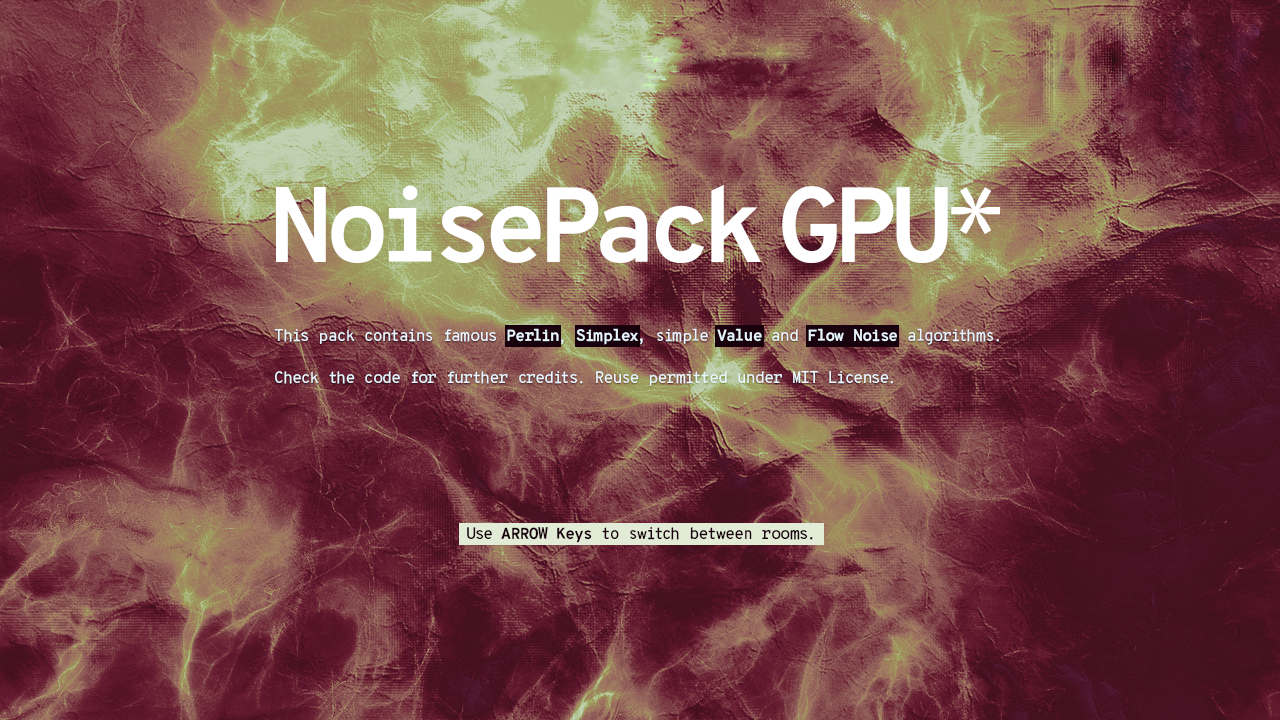 NoisePack GPU*
This pack contains famous Perlin, Simplex, simple Value and Flow Noise algorithms.
Check the code for further credits. Reuse permitted under MIT License.
Use ARROW Keys to switch between rooms.